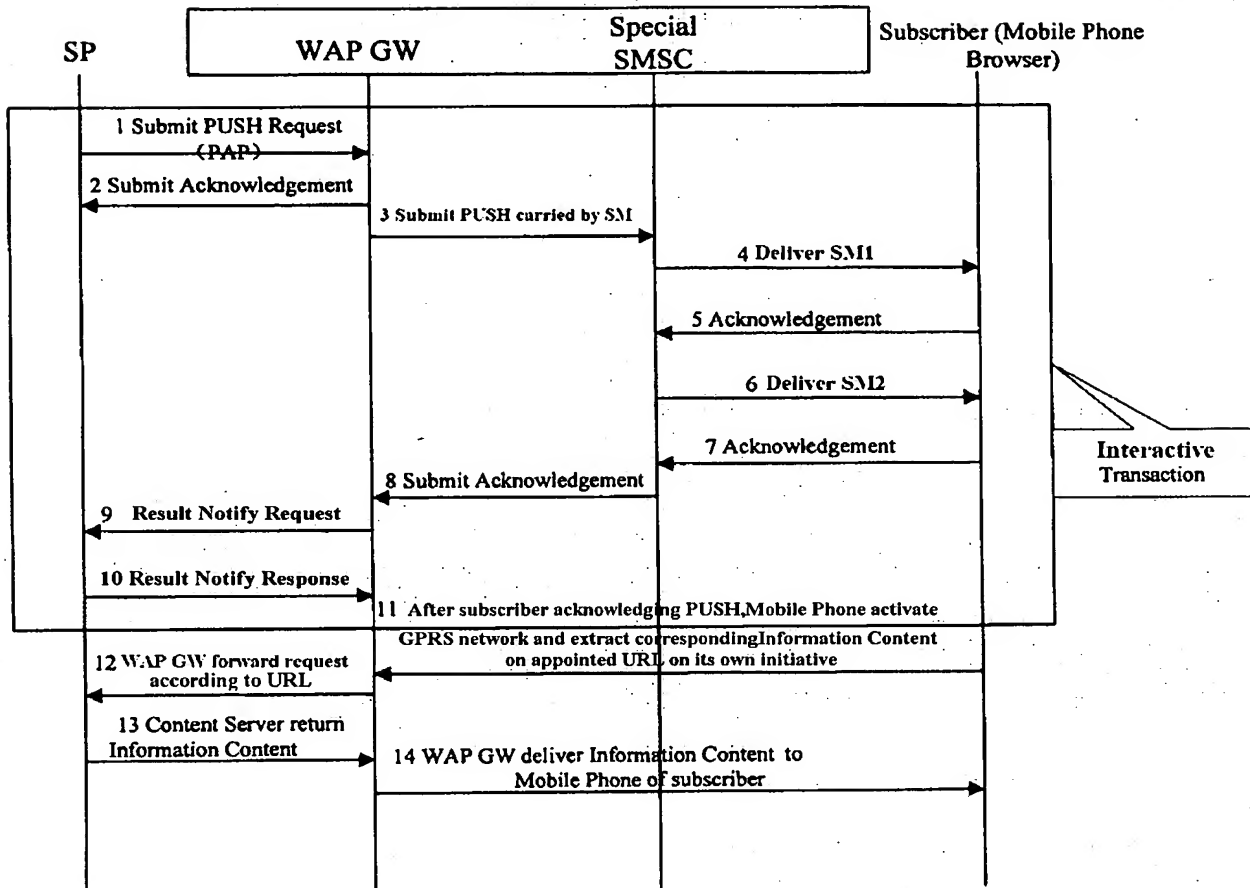 SP
WAP GW
Special
SMSC
Subscriber (Mobile Phone
Browser)
1 Submit PUSH Request
(PAP)
2 Submit Acknowledgement
3 Submit PUSH carried by SM
4 Deliver SM1
5 Acknowledgement
6 Deliver SM2
7 Acknowledgement
Interactive
Transaction
8 Submit Acknowledgement
9 Result Notify Request
10 Result Notify Response
11 After subscriber acknowledging PUSH,Mobile Phone activate
GPRS network and extract correspondingInformation Content
on appointed URL on its own initiative
12 WAP GW forward request
according to URL
13 Content Server return
Information Content
14 WAP GW deliver Information Content to
Mobile Phone of subscriber